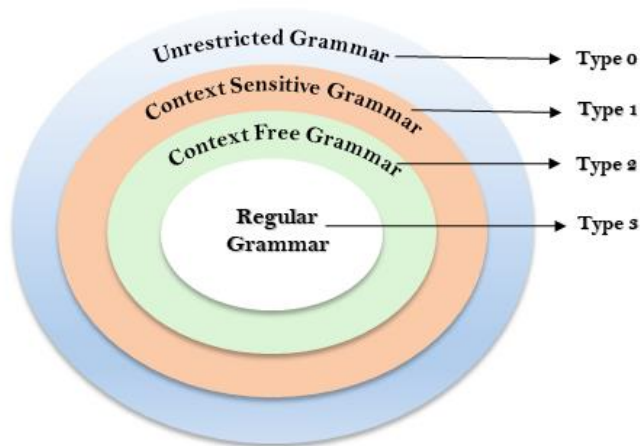 Unrestricted Grammar
Type 0
Context Sensitive Grammar
Type 1
Context Free Grammar
Type 2
Regular
Grammar
Type 3